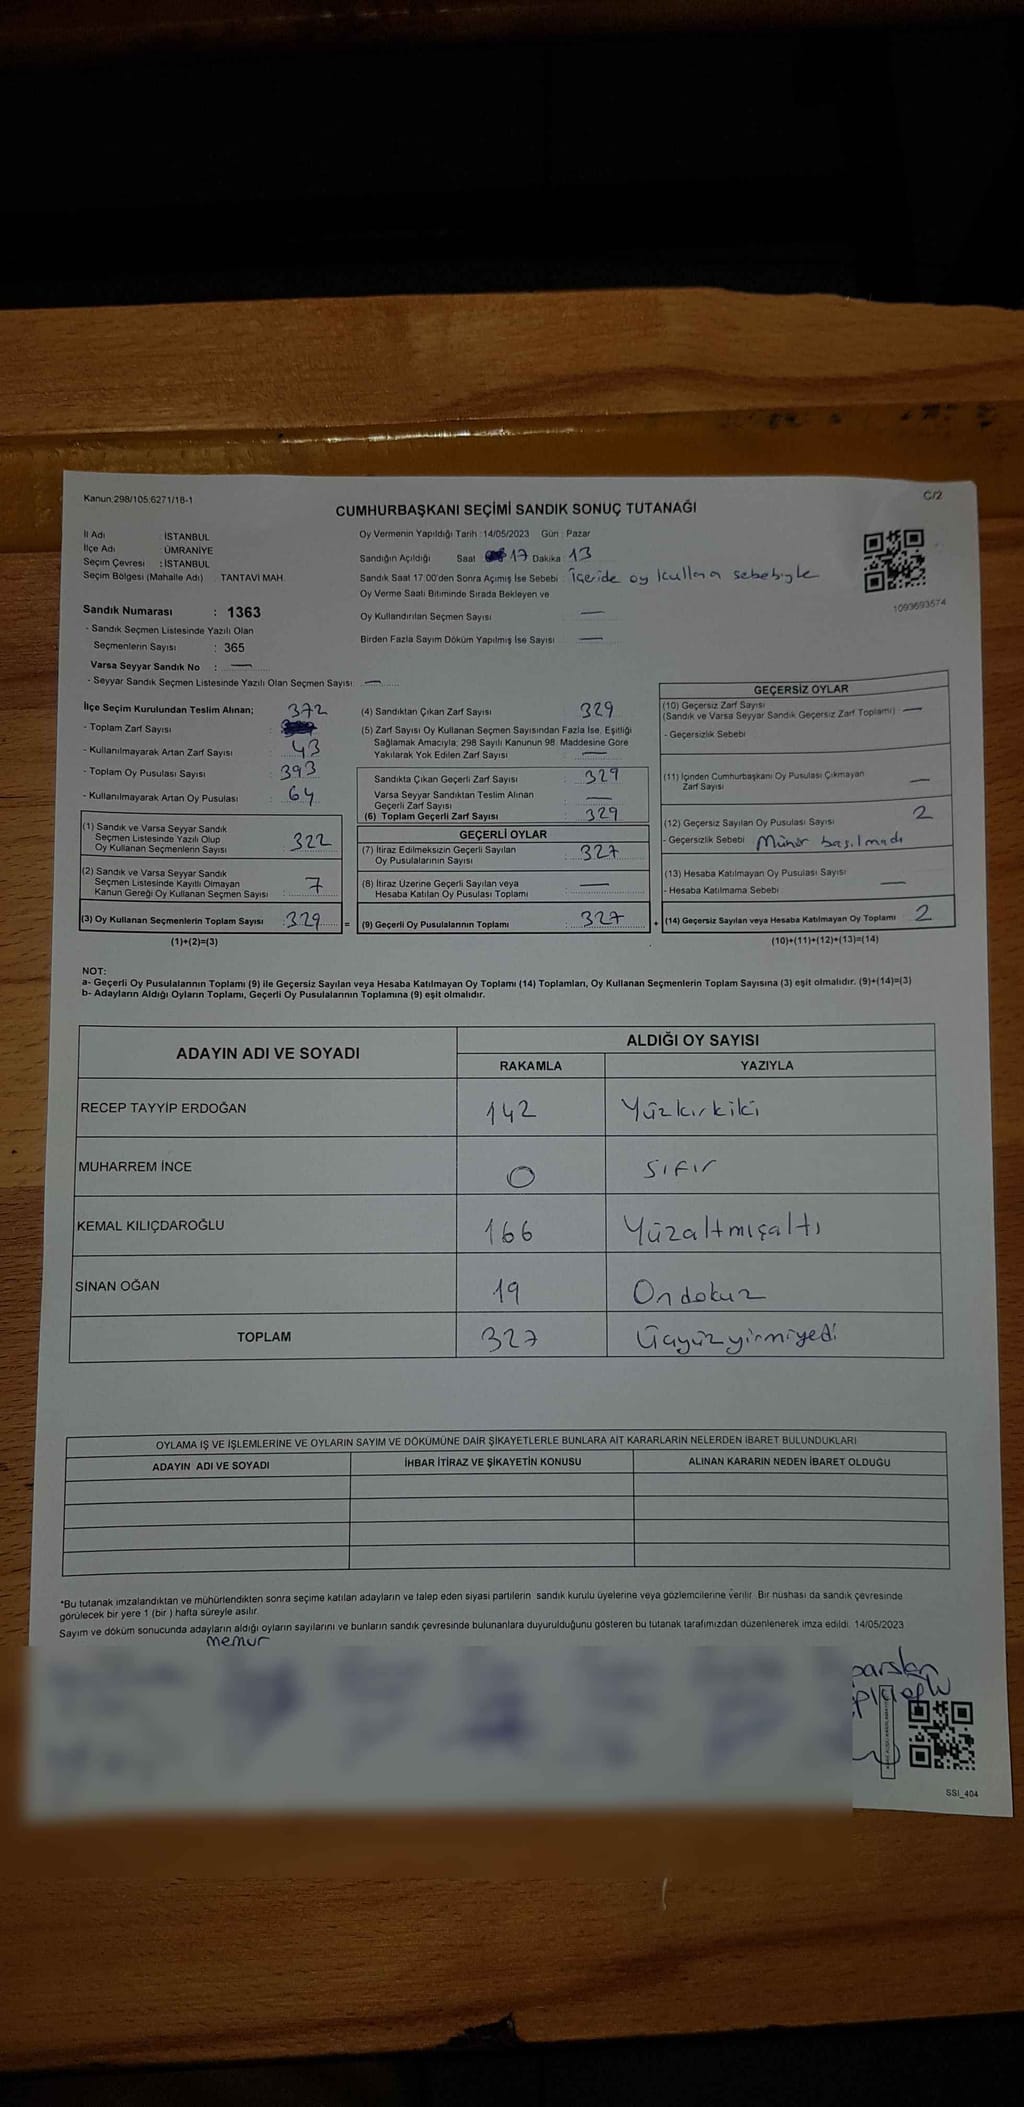 Kanun.298/105.6271/18-1
C/2
CUMHURBAŞKANI SEÇİMİ SANDIK SONUÇ TUTANAĞI
İl Adı : İSTANBUL
İlçe Adı : ÜMRANİYE
Seçim Çevresi : İSTANBUL
Seçim Bölgesi (Mahalle Adı) : TANTAVİ MAH.
Oy Vermenin Yapıldığı Tarih : 14/05/2023 Gün : Pazar
Sandığın Açıldığı Saat 17 Dakika : 13
Sandık Saat 17:00'den Sonra Açımış İse Sebebi : İçeride oy kullana sebebiyle
Oy Verme Saati Bitiminde Sırada Bekleyen ve
Oy Kullandırılan Seçmen Sayısı : —
Birden Fazla Sayım Döküm Yapılmış İse Sayısı : —
1093693574
Sandık Numarası : 1363
- Sandık Seçmen Listesinde Yazılı Olan
Seçmenlerin Sayısı : 365
Varsa Seyyar Sandık No : —
- Seyyar Sandık Seçmen Listesinde Yazılı Olan Seçmen Sayısı: —
İlçe Seçim Kurulundan Teslim Alınan; 372
- Toplam Zarf Sayısı :
- Kullanılmayarak Artan Zarf Sayısı : 43
- Toplam Oy Pusulası Sayısı : 393
- Kullanılmayarak Artan Oy Pusulası : 64
(1) Sandık ve Varsa Seyyar Sandık
Seçmen Listesinde Yazılı Olup
Oy Kullanan Seçmenlerin Sayısı : 322
(2) Sandık ve Varsa Seyyar Sandık
Seçmen Listesinde Kayıtlı Olmayan
Kanun Gereği Oy Kullanan Seçmen Sayısı : 7
(3) Oy Kullanan Seçmenlerin Toplam Sayısı : 329 =
(1)+(2)=(3)
(4) Sandıktan Çıkan Zarf Sayısı : 329
(5) Zarf Sayısı Oy Kullanan Seçmen Sayısından Fazla İse, Eşitliği
Sağlamak Amacıyla; 298 Sayılı Kanunun 98. Maddesine Göre
Yakılarak Yok Edilen Zarf Sayısı : —
Sandıkta Çıkan Geçerli Zarf Sayısı : 329
Varsa Seyyar Sandıktan Teslim Alınan
Geçerli Zarf Sayısı : —
(6) Toplam Geçerli Zarf Sayısı : 329
GEÇERLİ OYLAR
(7) İtiraz Edilmeksizin Geçerli Sayılan
Oy Pusulalarının Sayısı : 327
(8) İtiraz Üzerine Geçerli Sayılan veya
Hesaba Katılan Oy Pusulası Toplamı : —
(9) Geçerli Oy Pusulalarının Toplamı : 327 +
GEÇERSİZ OYLAR
(10) Geçersiz Zarf Sayısı
(Sandık ve Varsa Seyyar Sandık Geçersiz Zarf Toplamı) : —
- Geçersizlik Sebebi
(11) İçinden Cumhurbaşkanı Oy Pusulası Çıkmayan
Zarf Sayısı —
(12) Geçersiz Sayılan Oy Pusulası Sayısı 2
- Geçersizlik Sebebi Mühür basılmadı
(13) Hesaba Katılmayan Oy Pusulası Sayısı —
- Hesaba Katılmama Sebebi
(14) Geçersiz Sayılan veya Hesaba Katılmayan Oy Toplamı 2
(10)+(11)+(12)+(13)=(14)
NOT:
a- Geçerli Oy Pusulalarının Toplamı (9) ile Geçersiz Sayılan veya Hesaba Katılmayan Oy Toplamı (14) Toplamları, Oy Kullanan Seçmenlerin Toplam Sayısına (3) eşit olmalıdır. (9)+(14)=(3)
b- Adayların Aldığı Oyların Toplamı, Geçerli Oy Pusulalarının Toplamına (9) eşit olmalıdır.
ADAYIN ADI VE SOYADI
ALDIĞI OY SAYISI
RAKAMLA YAZIYLA
RECEP TAYYİP ERDOĞAN 142 Yüzkırkiki
MUHARREM İNCE 0 Sıfır
KEMAL KILIÇDAROĞLU 166 Yüzaltmışaltı
SİNAN OĞAN 19 Ondokuz
TOPLAM 327 Üçyüzyirmiyedi
OYLAMA İŞ VE İŞLEMLERİNE VE OYLARIN SAYIM VE DÖKÜMÜNE DAİR ŞİKAYETLERLE BUNLARA AİT KARARLARIN NELERDEN İBARET BULUNDUKLARI
ADAYIN ADI VE SOYADI İHBAR İTİRAZ VE ŞİKAYETİN KONUSU ALINAN KARARIN NEDEN İBARET OLDUĞU
*Bu tutanak imzalandıktan ve mühürlendikten sonra seçime katılan adayların ve talep eden siyasi partilerin sandık kurulu üyelerine veya gözlemcilerine verilir. Bir nüshası da sandık çevresinde
görülecek bir yere 1 (bir ) hafta süreyle asılır.
Sayım ve döküm sonucunda adayların aldığı oyların sayılarını ve bunların sandık çevresinde bulunanlara duyurulduğunu gösteren bu tutanak tarafımızdan düzenlenerek imza edildi. 14/05/2023
memur
SSI_404